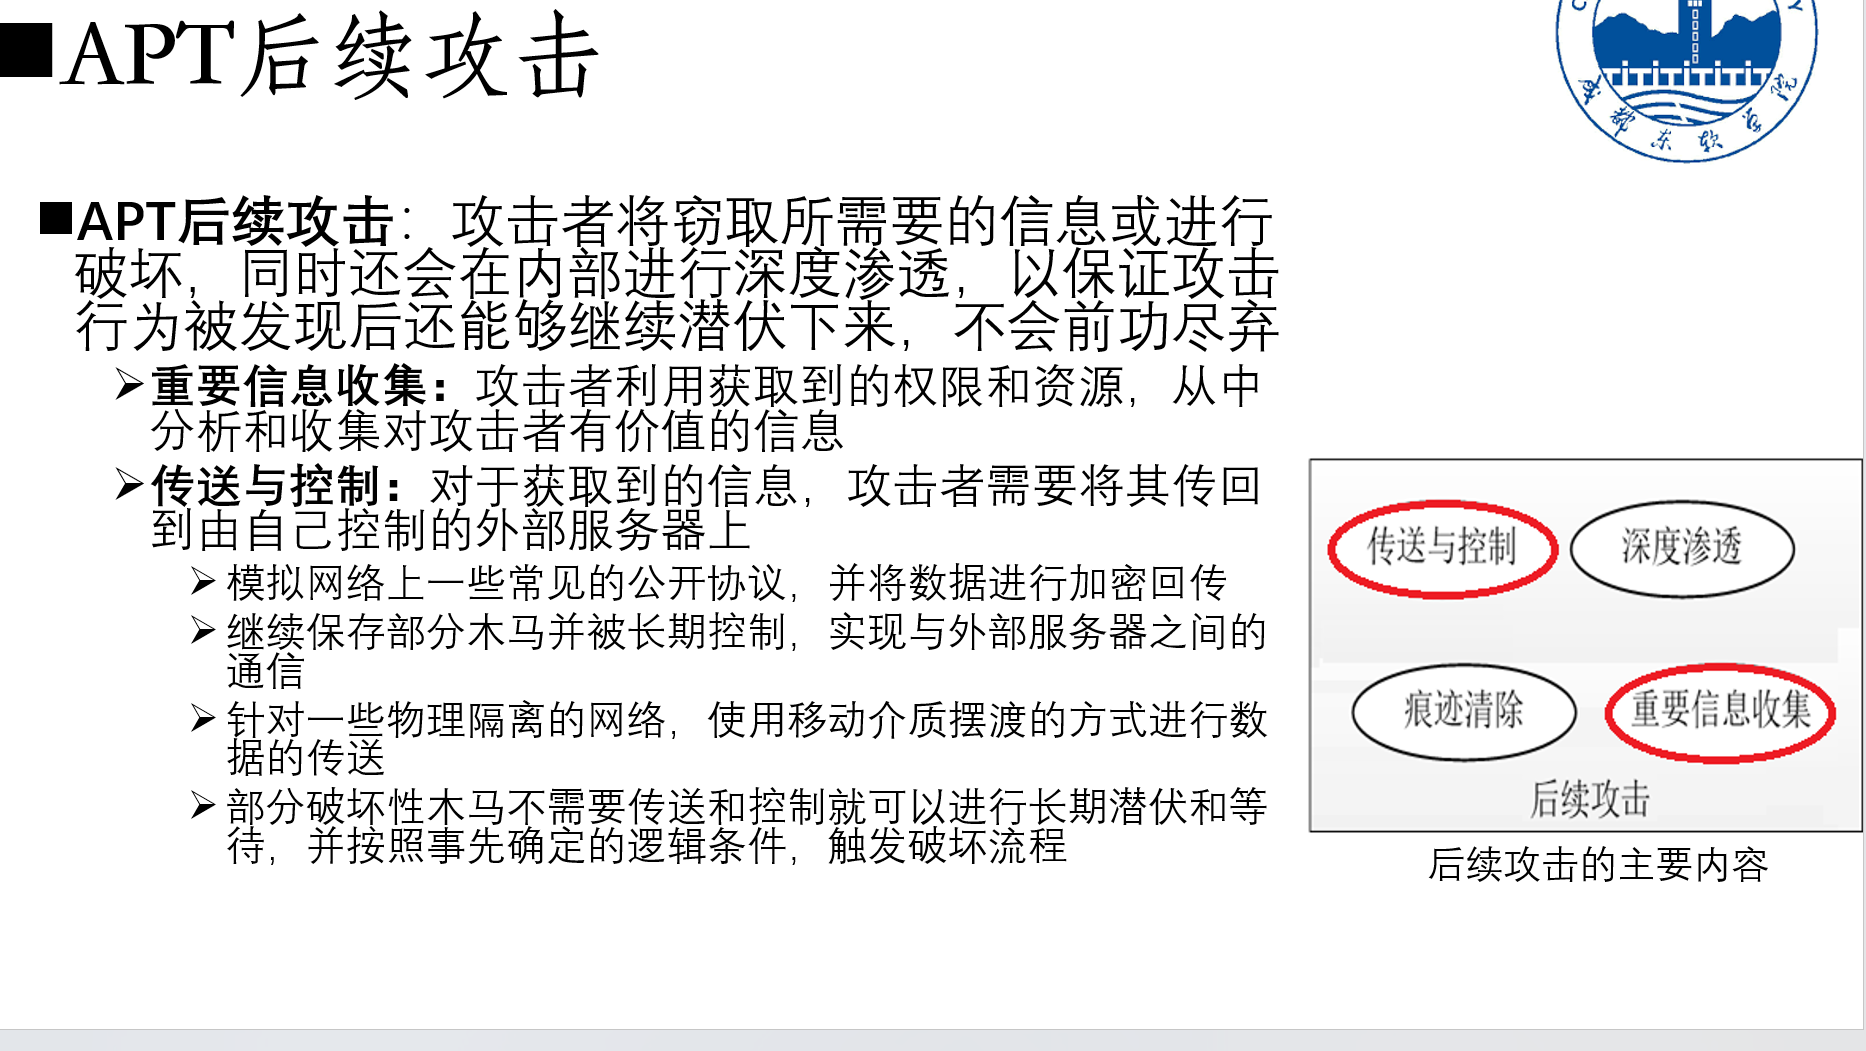 APT后续攻击
APT后续攻击：攻击者将窃取所需要的信息或进行
破坏，同时还会在内部进行深度渗透，以保证攻击
行为被发现后还能够继续潜伏下来，不会前功尽弃
重要信息收集：攻击者利用获取到的权限和资源，从中
分析和收集对攻击者有价值的信息
传送与控制：对于获取到的信息，攻击者需要将其传回
到由自己控制的外部服务器上
模拟网络上一些常见的公开协议，并将数据进行加密回传
继续保存部分木马并被长期控制，实现与外部服务器之间的
通信
针对一些物理隔离的网络，使用移动介质摆渡的方式进行数
据的传送
部分破坏性木马不需要传送和控制就可以进行长期潜伏和等
待，并按照事先确定的逻辑条件，触发破坏流程
成都东软学院
传送与控制
深度渗透
痕迹清除
重要信息收集
后续攻击
后续攻击的主要内容